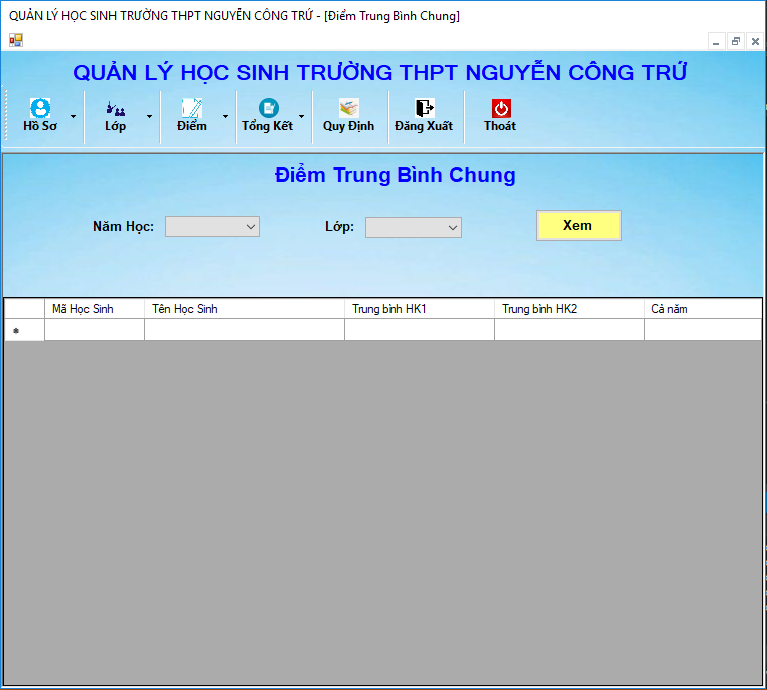 QUẢN LÝ HỌC SINH TRƯỜNG THPT NGUYỄN CÔNG TRỨ - [Điểm Trung Bình Chung]
QUẢN LÝ HỌC SINH TRƯỜNG THPT NGUYỄN CÔNG TRỨ
Hồ Sơ Lớp Điểm Tổng Kết Quy Định Đăng Xuất Thoát
Điểm Trung Bình Chung
Năm Học: Lớp: Xem
Mã Học Sinh Tên Học Sinh Trung bình HK1 Trung bình HK2 Cả năm